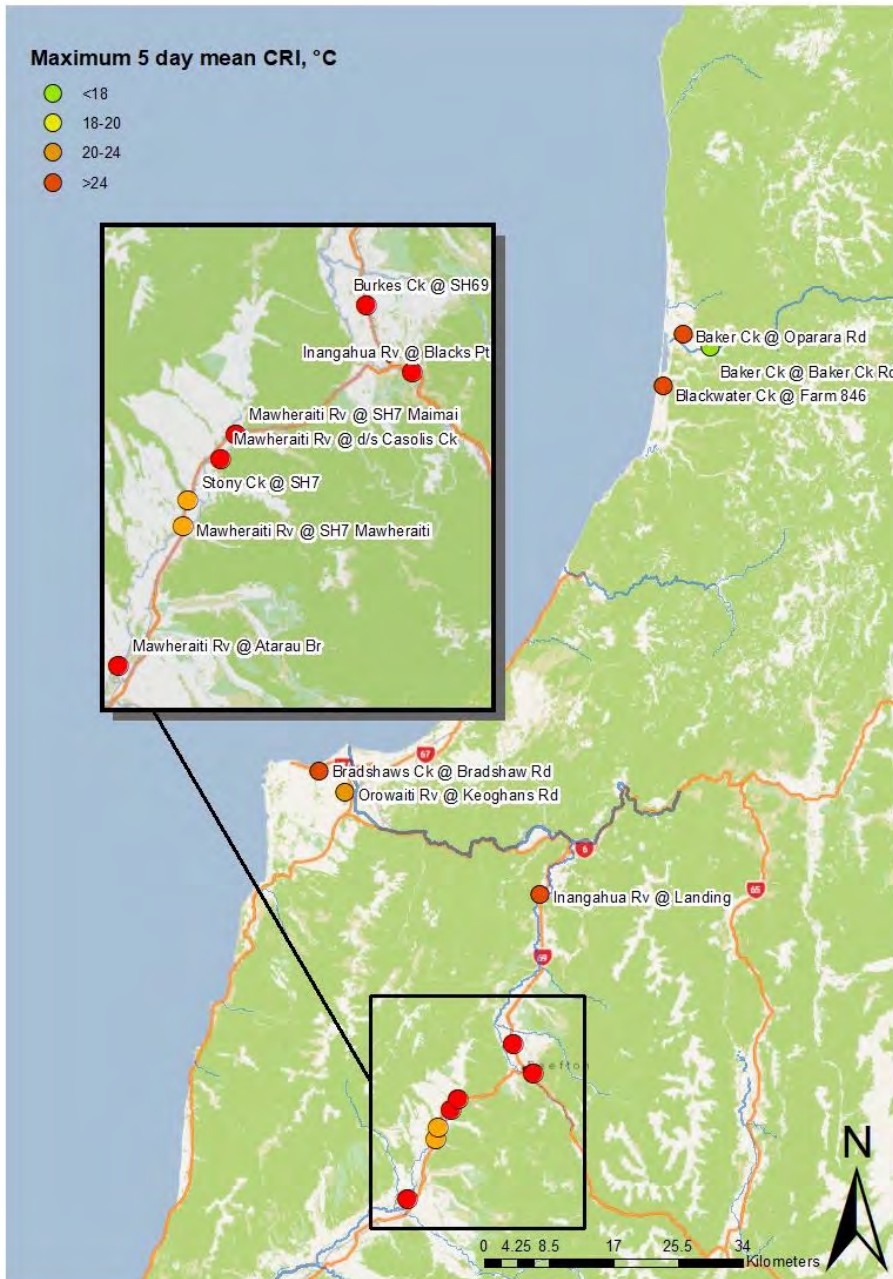 Maximum 5 day mean CRI, °C
<18
18-20
20-24
>24
Burkes Ck @ SH69
Inangahua Rv @ Blacks Pt
Mawheraiti Rv @ SH7 Maimai
Mawheraiti Rv @ d/s Casolis Ck
Stony Ck @ SH7
Mawheraiti Rv @ SH7 Mawheraiti
Mawheraiti Rv @ Atarau Br
Baker Ck @ Oparara Rd
Baker Ck @ Baker Ck Rd
Blackwater Ck @ Farm 846
67
Bradshaws Ck @ Bradshaw Rd
Orowaiti Rv @ Keoghans Rd
6
65
Inangahua Rv @ Landing
69
N
0 4.25 8.5 17 25.5 34
Kilometers